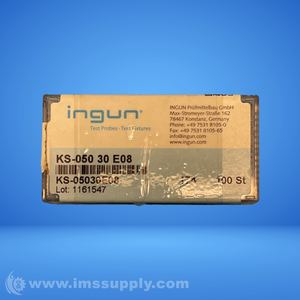 ingun®
Test Probes · Test Fixtures
INGUN Prüfmittelbau GmbH
Max-Stromeyer-Straße 162
78467 Konstanz, Germany
Phone: +49 7531 8105-0
Fax: +49 7531 8105-65
info@ingun.com
www.ingun.com
KS-050 30 E08
KS-05030E08
100 St
Lot: 1161547
© www.imssupply.com